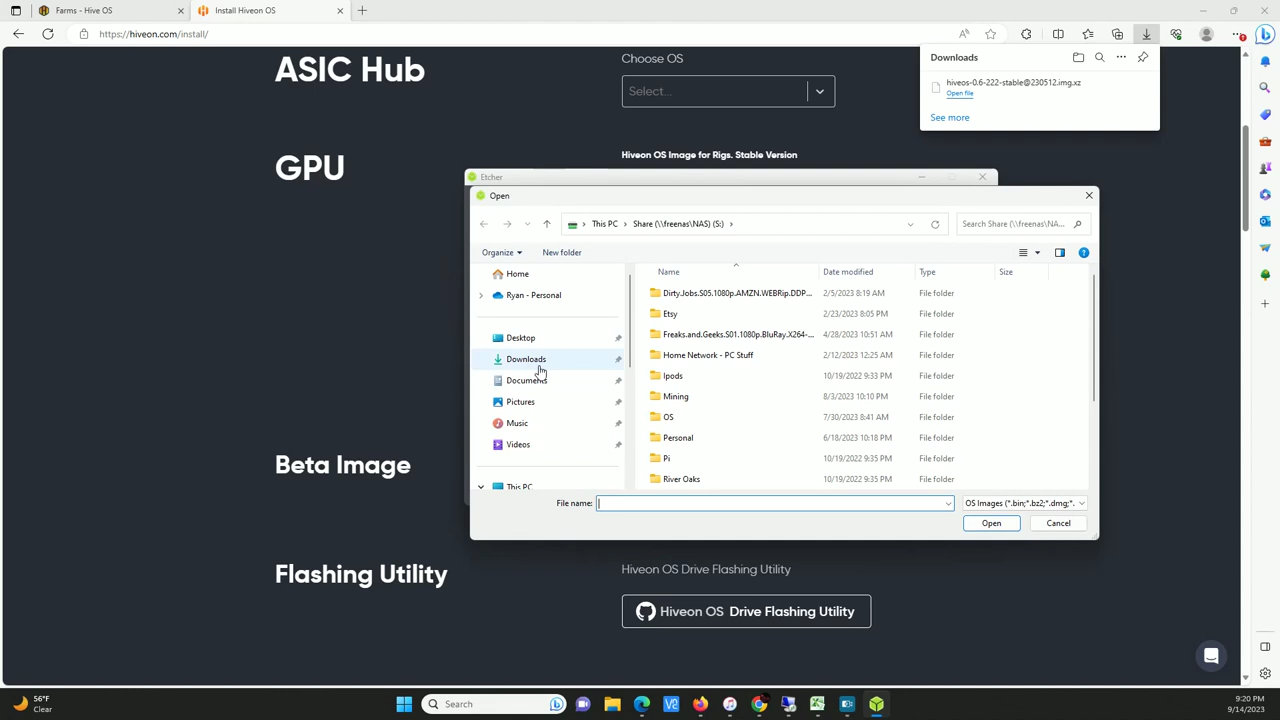 Farms - Hive OS
Install Hiveon OS
https://hiveon.com/install/
ASIC Hub
Choose OS
Select...
Downloads
hiveos-0.6-222-stable@230512.img.xz
Open file
See more
GPU
Hiveon OS Image for Rigs. Stable Version
Etcher
Open
This PC
Share (\\freenas\NAS) (S:)
Search Share (\\freenas\NA...
Organize
New folder
Home
Ryan - Personal
Desktop
Downloads
Documents
Pictures
Music
Videos
This PC
Name
Date modified
Type
Size
Dirty.Jobs.S05.1080p.AMZN.WEBRip.DDP...
2/5/2023 8:19 AM
File folder
Etsy
2/23/2023 8:05 PM
File folder
Freaks.and.Geeks.S01.1080p.BluRay.X264-...
4/28/2023 10:51 AM
File folder
Home Network - PC Stuff
2/12/2023 12:25 AM
File folder
Ipods
10/19/2022 9:33 PM
File folder
Mining
8/3/2023 10:10 PM
File folder
OS
7/30/2023 8:41 AM
File folder
Personal
6/18/2023 10:18 PM
File folder
Pi
10/19/2022 9:35 PM
File folder
River Oaks
10/19/2022 9:35 PM
File folder
File name:
OS Images (*.bin;*.bz2;*.dmg;*.
Open
Cancel
Beta Image
Flashing Utility
Hiveon OS Drive Flashing Utility
Hiveon OS Drive Flashing Utility
56°F
Clear
Search
9:20 PM
9/14/2023